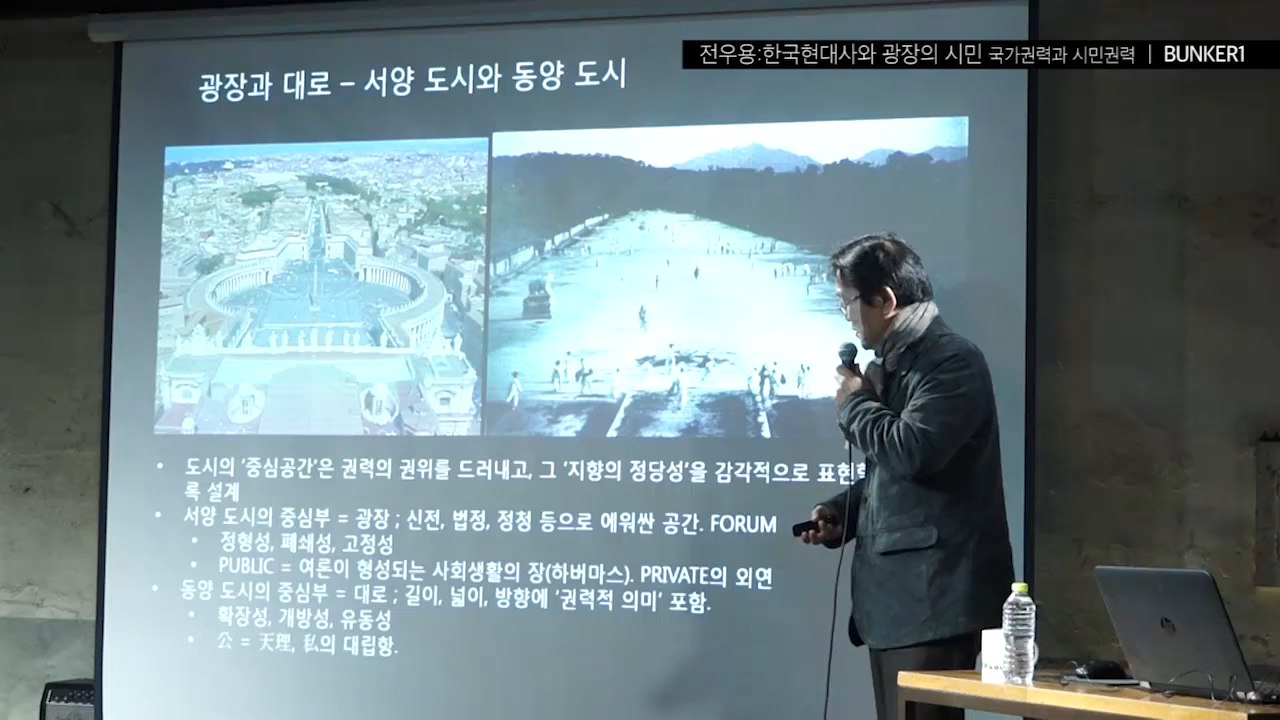 전우용:한국현대사와 광장의 시민 국가권력과 시민권력 | BUNKER1
광장과 대로 – 서양 도시와 동양 도시
• 도시의 '중심공간'은 권력의 권위를 드러내고, 그 '지향의 정당성'을 감각적으로
록 설계
• 서양 도시의 중심부 = 광장 ; 신전, 법정, 정청 등으로 에워싼 공간. FORUM
• 정형성, 폐쇄성, 고정성
• PUBLIC = 여론이 형성되는 사회생활의 장(하버마스). PRIVATE의 외연
• 동양 도시의 중심부 = 대로 ; 길이, 넓이, 방향에 '권력적 의미' 포함.
• 확장성, 개방성, 유동성
• 公 = 天理, 私의 대립항.
hp